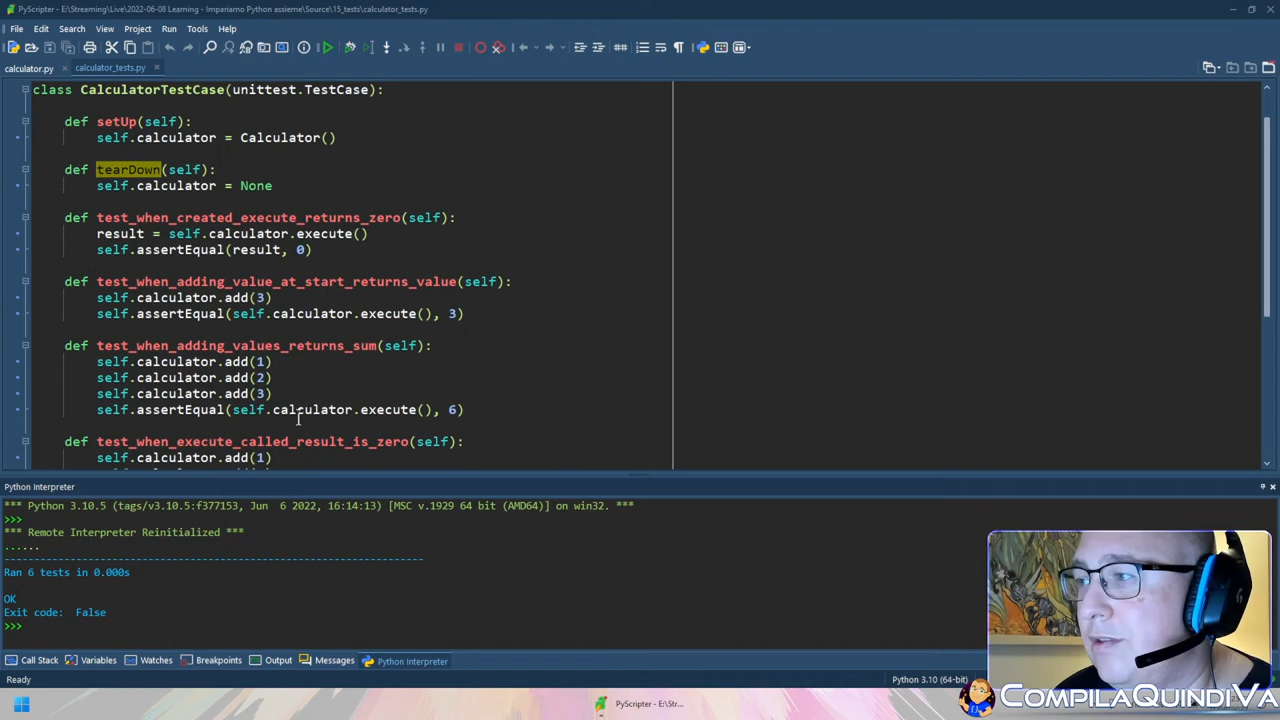 PyScripter - E:\Streaming\Live\2022-06-08 Learning - Impariamo Python assieme\Source\15_tests\calculator_tests.py
File Edit Search View Project Run Tools Help
calculator.py × calculator_tests.py ×
class CalculatorTestCase(unittest.TestCase):
def setUp(self):
self.calculator = Calculator()
def tearDown(self):
self.calculator = None
def test_when_created_execute_returns_zero(self):
result = self.calculator.execute()
self.assertEqual(result, 0)
def test_when_adding_value_at_start_returns_value(self):
self.calculator.add(3)
self.assertEqual(self.calculator.execute(), 3)
def test_when_adding_values_returns_sum(self):
self.calculator.add(1)
self.calculator.add(2)
self.calculator.add(3)
self.assertEqual(self.calculator.execute(), 6)
def test_when_execute_called_result_is_zero(self):
self.calculator.add(1)
Python Interpreter
*** Python 3.10.5 (tags/v3.10.5:f377153, Jun  6 2022, 16:14:13) [MSC v.1929 64 bit (AMD64)] on win32. ***
>>>
*** Remote Interpreter Reinitialized ***
......
----------------------------------------------------------------------
Ran 6 tests in 0.000s
OK
Exit code:  False
>>>
Call Stack Variables Watches Breakpoints Output Messages Python Interpreter
Ready Python 3.10 (64-bit)
PyScripter - E:\Str...
COMPILAQUINDIVA